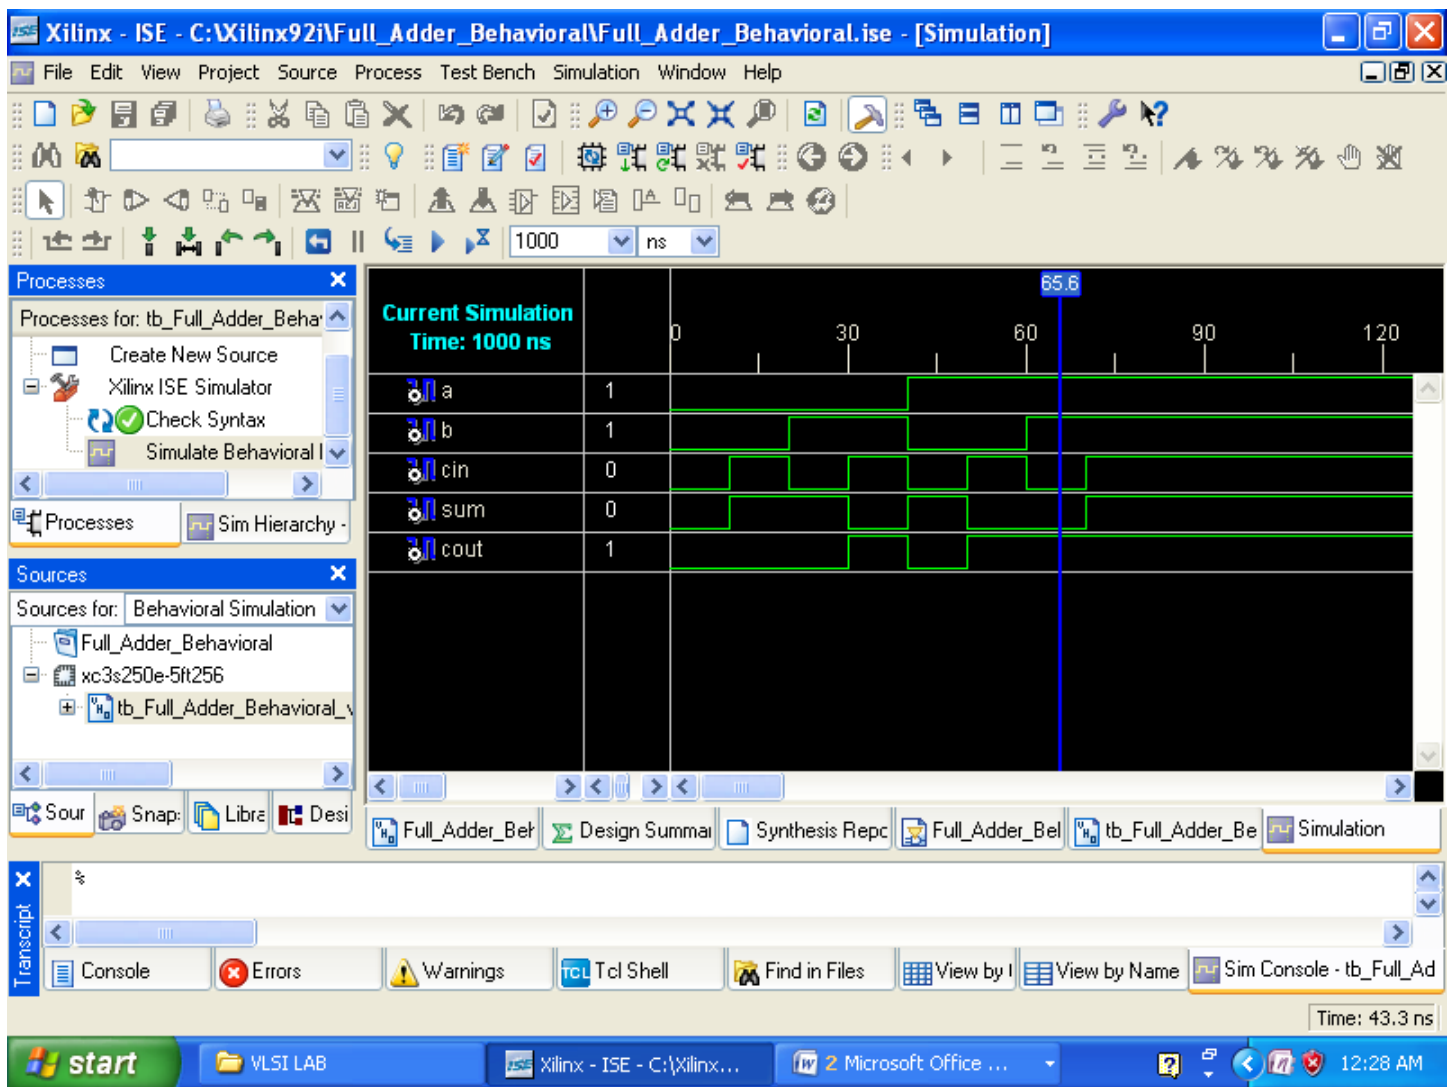 Xilinx - ISE - C:\Xilinx92i\Full_Adder_Behavioral\Full_Adder_Behavioral.ise - [Simulation]
File Edit View Project Source Process Test Bench Simulation Window Help
1000 ns
Processes
Processes for: tb_Full_Adder_Beha
Create New Source
Xilinx ISE Simulator
Check Syntax
Simulate Behavioral
Processes
Sim Hierarchy -
Sources
Sources for: Behavioral Simulation
Full_Adder_Behavioral
xc3s250e-5ft256
tb_Full_Adder_Behavioral_v
Sour Snap: Libra Desi
Current Simulation
Time: 1000 ns
65.6
0 30 60 90 120
a 1
b 1
cin 0
sum 0
cout 1
Full_Adder_Beh Design Summar Synthesis Repo Full_Adder_Bel tb_Full_Adder_Be Simulation
Transcript
%
Console Errors Warnings TCL Tcl Shell Find in Files View by View by Name Sim Console - tb_Full_Ad
Time: 43.3 ns
start VLSI LAB Xilinx - ISE - C:\Xilinx... 2 Microsoft Office ... 12:28 AM